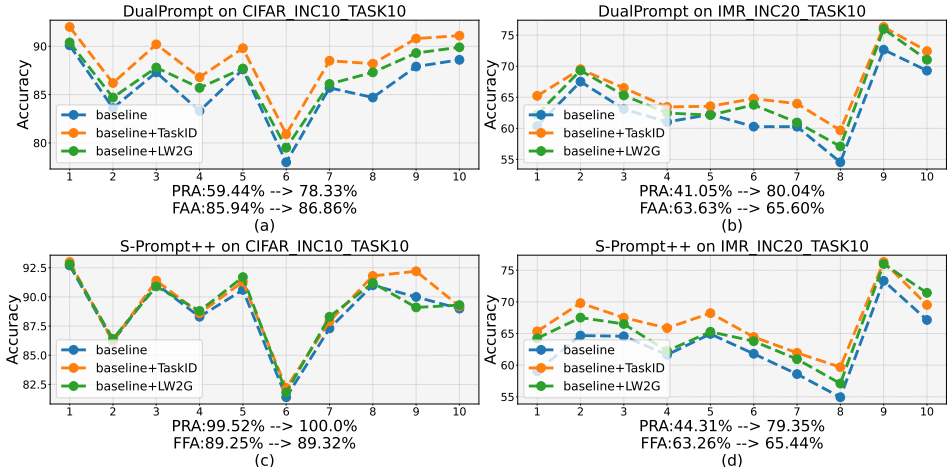 DualPrompt on CIFAR_INC10_TASK10
Accuracy
90
85
80
baseline
baseline+TaskID
baseline+LW2G
1 2 3 4 5 6 7 8 9 10
PRA:59.44% --> 78.33%
FAA:85.94% --> 86.86%
(a)
DualPrompt on IMR_INC20_TASK10
Accuracy
75
70
65
60
55
baseline
baseline+TaskID
baseline+LW2G
1 2 3 4 5 6 7 8 9 10
PRA:41.05% --> 80.04%
FAA:63.63% --> 65.60%
(b)
S-Prompt++ on CIFAR_INC10_TASK10
Accuracy
92.5
90.0
87.5
85.0
82.5
baseline
baseline+TaskID
baseline+LW2G
1 2 3 4 5 6 7 8 9 10
PRA:99.52% --> 100.0%
FFA:89.25% --> 89.32%
(c)
S-Prompt++ on IMR_INC20_TASK10
Accuracy
75
70
65
60
55
baseline
baseline+TaskID
baseline+LW2G
1 2 3 4 5 6 7 8 9 10
PRA:44.31% --> 79.35%
FFA:63.26% --> 65.44%
(d)